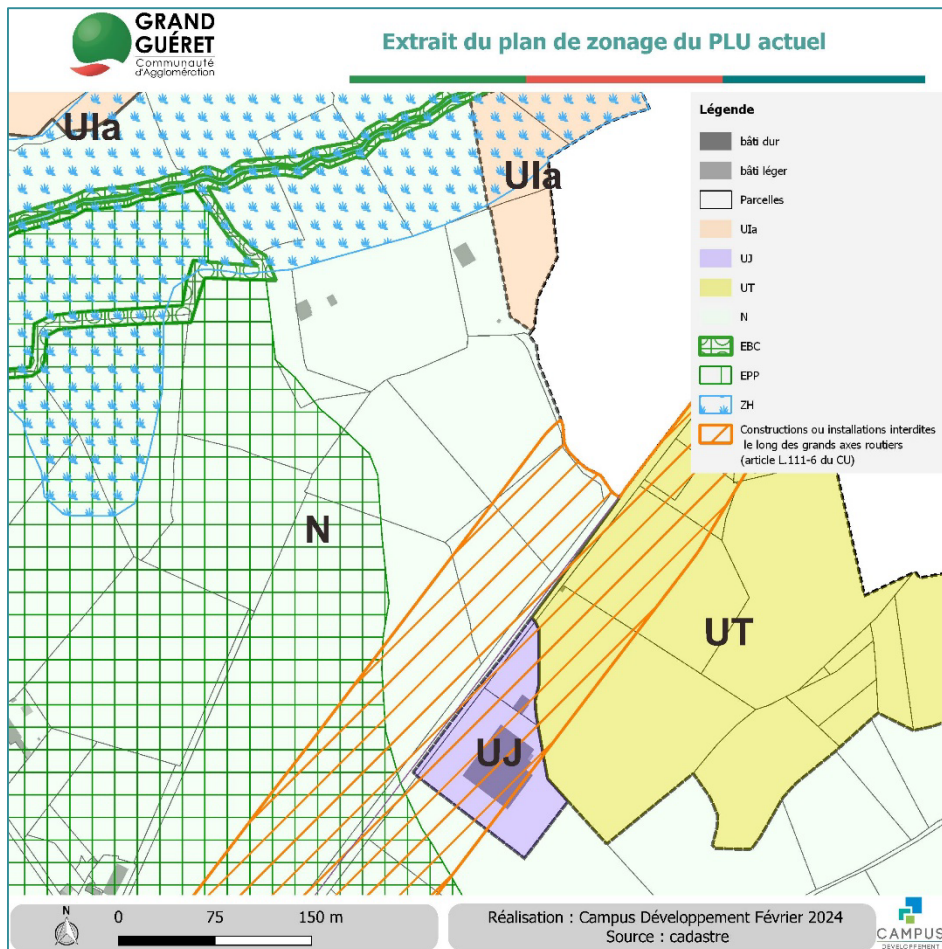 GRAND
GUÉRET
Communauté
d'Agglomération
Extrait du plan de zonage du PLU actuel
UIa
UIa
N
UT
UJ
Légende
bâti dur
bâti léger
Parcelles
UIa
UJ
UT
N
EBC
EPP
ZH
Constructions ou installations interdites
le long des grands axes routiers
(article L.111-6 du CU)
N
0 75 150 m
Réalisation : Campus Développement Février 2024
Source : cadastre
CAMPUS
DÉVELOPPEMENT